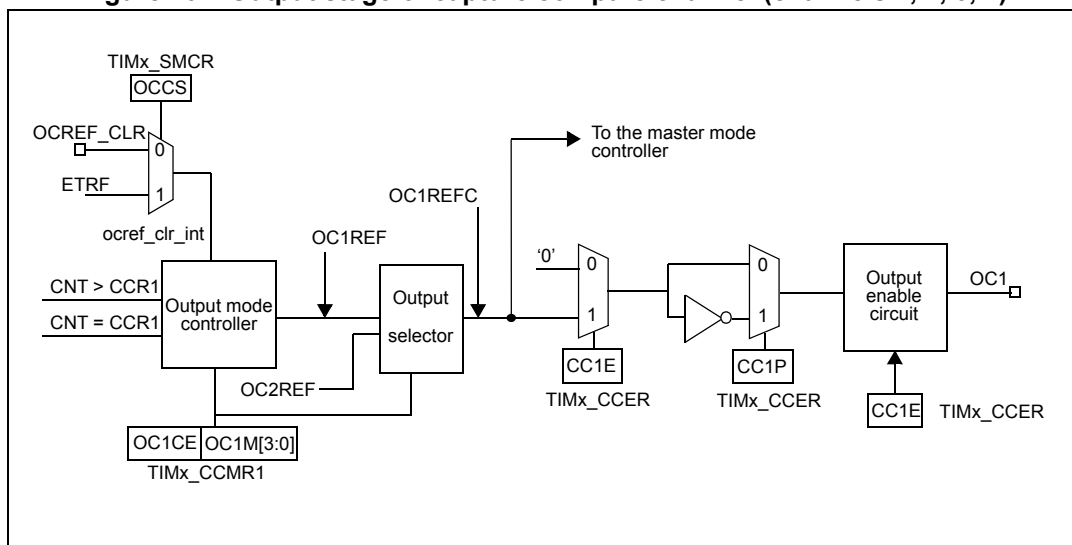 TIMx_SMCR
OCCS
OCREF_CLR
0
ETRF
1
ocref_clr_int
To the master mode
controller
OC1REFC
OC1REF
CNT > CCR1
CNT = CCR1
Output mode
controller
Output
selector
OC2REF
‘0’
0
1
CC1E
TIMx_CCER
0
1
CC1P
TIMx_CCER
Output
enable
circuit
OC1
CC1E
TIMx_CCER
OC1CE
OC1M[3:0]
TIMx_CCMR1